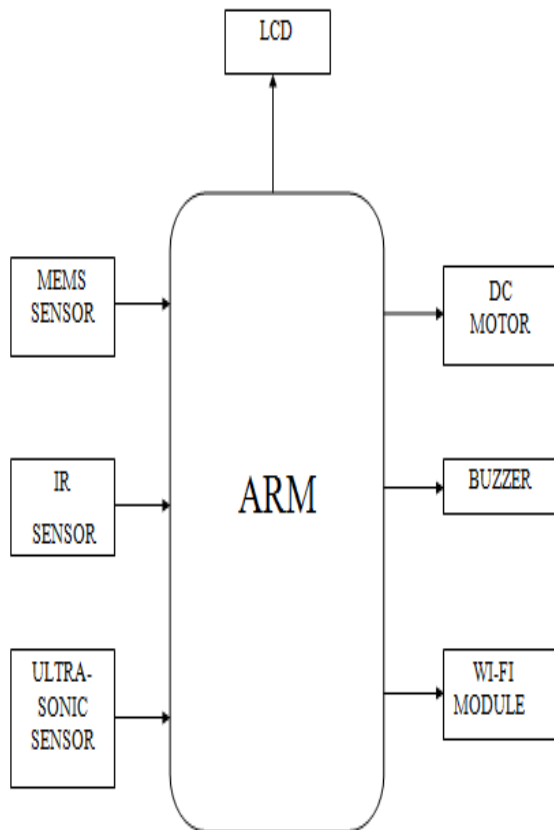 LCD
MEMS
SENSOR
IR
SENSOR
ULTRA-
SONIC
SENSOR
ARM
DC
MOTOR
BUZZER
WI-FI
MODULE